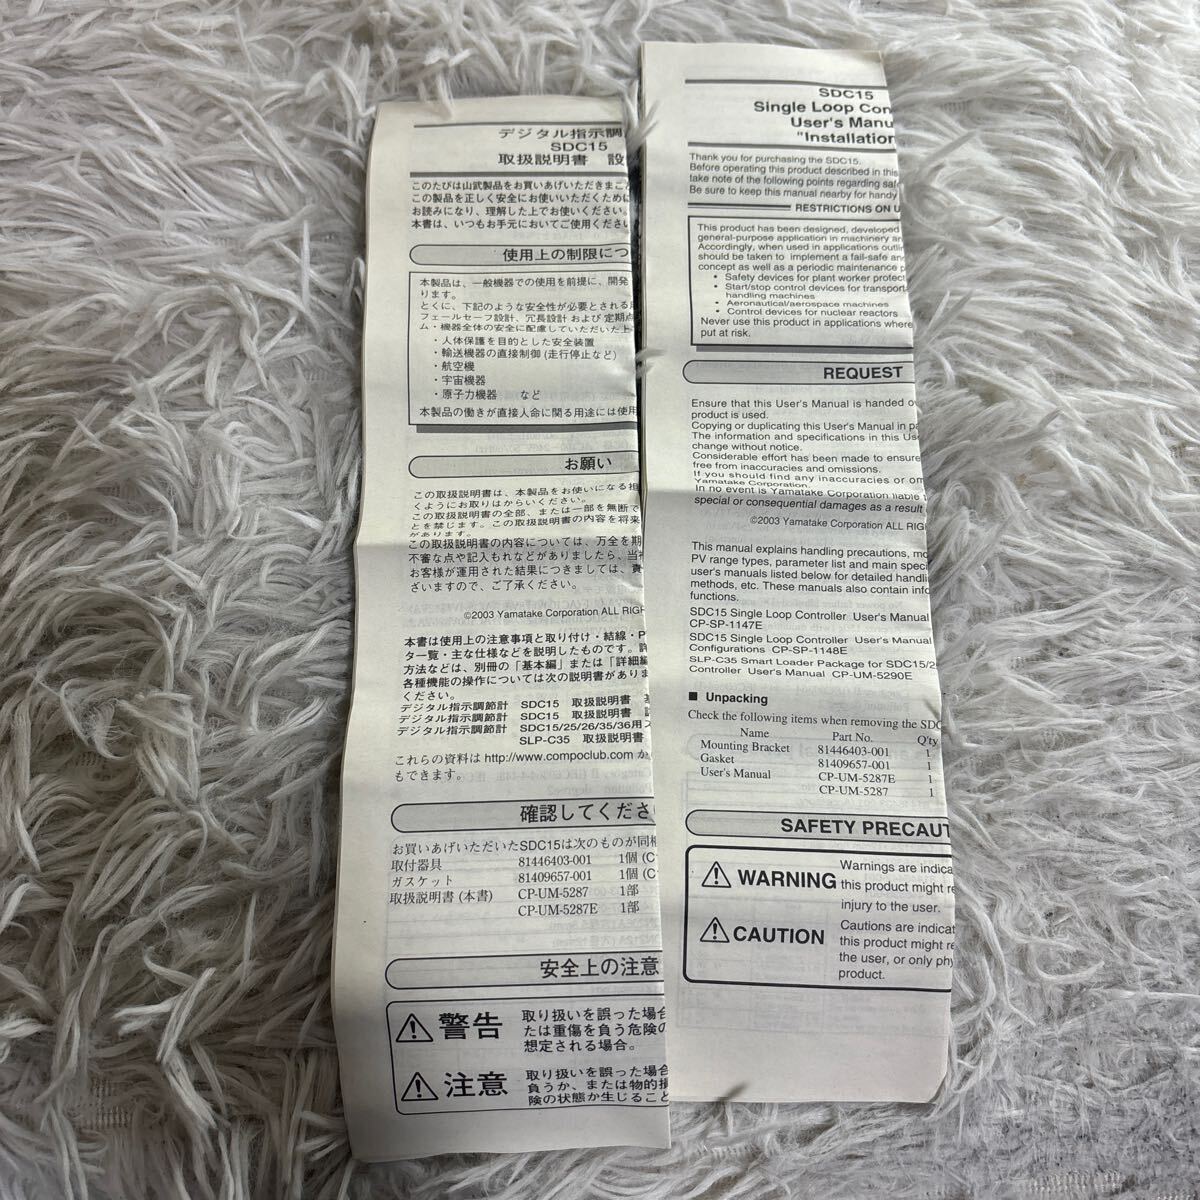 デジタル指示調
SDC15
取扱説明書 設
このたびは山武製品をお買いあげいただきまこと
この製品を正しく安全にお使いいただくために
お読みになり、理解した上でお使いください。
本書は、いつもお手元においてご使用ください
使用上の制限につ
本製品は、一般機器での使用を前提に、開発
ります。
とくに、下記のような安全性が必要とされる
フェールセーフ設計、冗長設計 および 定期点
ム・機器全体の安全に配慮していただいた上
・人体保護を目的とした安全装置
・輸送機器の直接制御 (走行停止など)
・航空機
・宇宙機器
・原子力機器 など
本製品の働きが直接人命に関る用途には使用
お願い
この取扱説明書は、本製品をお使いになる担
くようにお取りはからいください。
この取扱説明書の全部、または一部を無断で
とを禁じます。この取扱説明書の内容を将来
があります。
この取扱説明書の内容については、万全を期
不審な点や記入もれなどがありましたら、当社
お客様が運用された結果につきましては、責
ざいますので、ご了承ください。
©2003 Yamatake Corporation ALL RIGH
本書は使用上の注意事項と取り付け・結線・P
タ一覧・主な仕様などを説明したものです。詳
方法などは、別冊の「基本編」または「詳細編
各種機能の操作については次の説明書がありま
ください。
デジタル指示調節計 SDC15 取扱説明書 基
デジタル指示調節計 SDC15 取扱説明書
デジタル指示調節計 SDC15/25/26/35/36用ス
SLP-C35 取扱説明書
これらの資料は http://www.compoclub.com か
もできます。
確認してくださ
お買いあげいただいたSDC15は次のものが同梱
取付器具 81446403-001 1個 (C
ガスケット 81409657-001 1個 (C
取扱説明書 (本書) CP-UM-5287 1部
CP-UM-5287E 1部
安全上の注意
警告 取り扱いを誤った場合
たは重傷を負う危険の
想定される場合。
注意 取り扱いを誤った場合
負うか、または物的損
険の状態が生じること
SDC15
Single Loop Con
User's Manu
"Installation
Thank you for purchasing the SDC15.
Before operating this product described in this
take note of the following points regarding safe
Be sure to keep this manual nearby for handy
RESTRICTIONS ON U
This product has been designed, developed
general-purpose application in machinery an
Accordingly, when used in applications outli
should be taken to implement a fail-safe an
concept as well as a periodic maintenance p
• Safety devices for plant worker protect
• Start/stop control devices for transport
handling machines
• Aeronautical/aerospace machines
• Control devices for nuclear reactors
Never use this product in applications where
put at risk.
REQUEST
Ensure that this User's Manual is handed ov
product is used.
Copying or duplicating this User's Manual in pa
The information and specifications in this Use
change without notice.
Considerable effort has been made to ensure
free from inaccuracies and omissions.
If you should find any inaccuracies or om
Yamatake Corporation.
In no event is Yamatake Corporation liable
special or consequential damages as a result
©2003 Yamatake Corporation ALL RIG
This manual explains handling precautions, mo
PV range types, parameter list and main speci
user's manuals listed below for detailed handli
methods, etc. These manuals also contain info
functions.
SDC15 Single Loop Controller User's Manual
CP-SP-1147E
SDC15 Single Loop Controller User's Manual
Configurations CP-SP-1148E
SLP-C35 Smart Loader Package for SDC15/2
Controller User's Manual CP-UM-5290E
■ Unpacking
Check the following items when removing the SDC
Name Part No. Q'ty
Mounting Bracket 81446403-001 1
Gasket 81409657-001 1
User's Manual CP-UM-5287E 1
CP-UM-5287 1
SAFETY PRECAUT
WARNING Warnings are indica
this product might re
injury to the user.
CAUTION Cautions are indicat
this product might re
the user, or only phy
product.